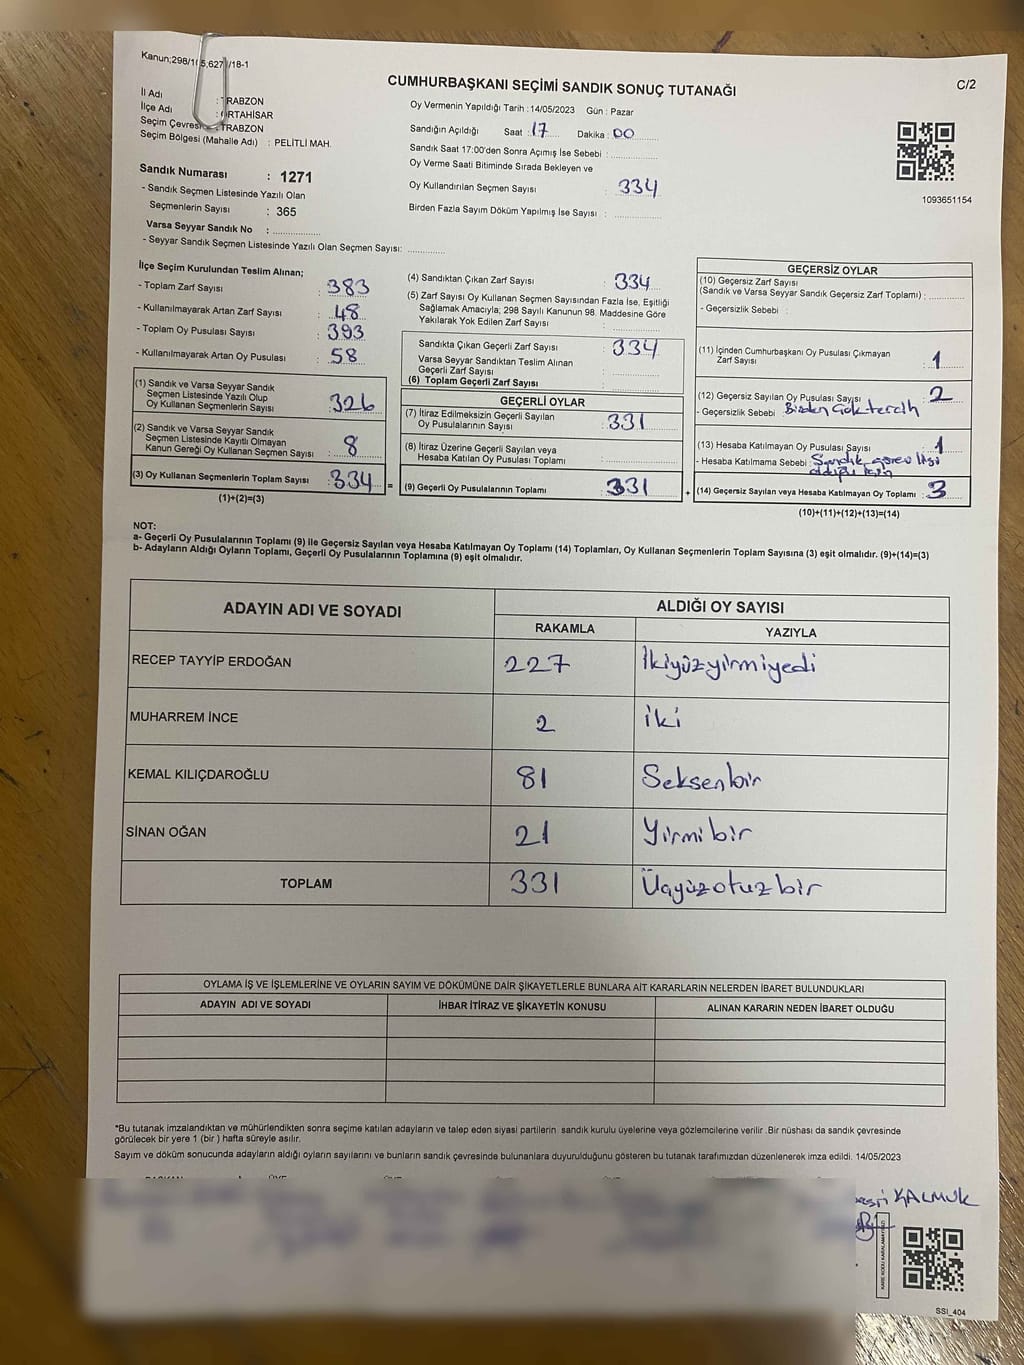 Kanun;298/1(5,627)/18-1
CUMHURBAŞKANI SEÇİMİ SANDIK SONUÇ TUTANAĞI
C/2
İl Adı : TRABZON
İlçe Adı : ORTAHİSAR
Seçim Çevresi : TRABZON
Seçim Bölgesi (Mahalle Adı) : PELİTLİ MAH.
Sandık Numarası : 1271
- Sandık Seçmen Listesinde Yazılı Olan
Seçmenlerin Sayısı : 365
Varsa Seyyar Sandık No : ..............
- Seyyar Sandık Seçmen Listesinde Yazılı Olan Seçmen Sayısı: ............
Oy Vermenin Yapıldığı Tarih : 14/05/2023 Gün : Pazar
Sandığın Açıldığı Saat : 17 Dakika : 00
Sandık Saat 17:00'den Sonra Açımış İse Sebebi : ..............
Oy Verme Saati Bitiminde Sırada Bekleyen ve
Oy Kullandırılan Seçmen Sayısı : 334
Birden Fazla Sayım Döküm Yapılmış İse Sayısı : ..............
1093651154
İlçe Seçim Kurulundan Teslim Alınan;
- Toplam Zarf Sayısı : 383
- Kullanılmayarak Artan Zarf Sayısı : 48
- Toplam Oy Pusulası Sayısı : 393
- Kullanılmayarak Artan Oy Pusulası : 58
(1) Sandık ve Varsa Seyyar Sandık
Seçmen Listesinde Yazılı Olup
Oy Kullanan Seçmenlerin Sayısı : 326
(2) Sandık ve Varsa Seyyar Sandık
Seçmen Listesinde Kayıtlı Olmayan
Kanun Gereği Oy Kullanan Seçmen Sayısı : 8
(3) Oy Kullanan Seçmenlerin Toplam Sayısı : 334 =
(1)+(2)=(3)
(4) Sandıktan Çıkan Zarf Sayısı : 334
(5) Zarf Sayısı Oy Kullanan Seçmen Sayısından Fazla İse, Eşitliği
Sağlamak Amacıyla; 298 Sayılı Kanunun 98. Maddesine Göre
Yakılarak Yok Edilen Zarf Sayısı : ..............
Sandıkta Çıkan Geçerli Zarf Sayısı : 334
Varsa Seyyar Sandıktan Teslim Alınan
Geçerli Zarf Sayısı : ..............
(6) Toplam Geçerli Zarf Sayısı : ..............
GEÇERLİ OYLAR
(7) İtiraz Edilmeksizin Geçerli Sayılan
Oy Pusulalarının Sayısı : 331
(8) İtiraz Üzerine Geçerli Sayılan veya
Hesaba Katılan Oy Pusulası Toplamı : ..............
(9) Geçerli Oy Pusulalarının Toplamı : 331 +
GEÇERSİZ OYLAR
(10) Geçersiz Zarf Sayısı
(Sandık ve Varsa Seyyar Sandık Geçersiz Zarf Toplamı) : ..........
- Geçersizlik Sebebi :
(11) İçinden Cumhurbaşkanı Oy Pusulası Çıkmayan
Zarf Sayısı : 1
(12) Geçersiz Sayılan Oy Pusulası Sayısı : 2
- Geçersizlik Sebebi : Birden Çok tercih
(13) Hesaba Katılmayan Oy Pusulası Sayısı : 1
- Hesaba Katılmama Sebebi : Sandık görevlisi
olduğu için
(14) Geçersiz Sayılan veya Hesaba Katılmayan Oy Toplamı : 3
(10)+(11)+(12)+(13)=(14)
NOT:
a- Geçerli Oy Pusulalarının Toplamı (9) ile Geçersiz Sayılan veya Hesaba Katılmayan Oy Toplamı (14) Toplamları, Oy Kullanan Seçmenlerin Toplam Sayısına (3) eşit olmalıdır. (9)+(14)=(3)
b- Adayların Aldığı Oyların Toplamı, Geçerli Oy Pusulalarının Toplamına (9) eşit olmalıdır.
ADAYIN ADI VE SOYADI
ALDIĞI OY SAYISI
RAKAMLA YAZIYLA
RECEP TAYYİP ERDOĞAN 227 İkiyüzyirmiyedi
MUHARREM İNCE 2 iki
KEMAL KILIÇDAROĞLU 81 Seksenbir
SİNAN OĞAN 21 Yirmibir
TOPLAM 331 Üçyüzotuzbir
OYLAMA İŞ VE İŞLEMLERİNE VE OYLARIN SAYIM VE DÖKÜMÜNE DAİR ŞİKAYETLERLE BUNLARA AİT KARARLARIN NELERDEN İBARET BULUNDUKLARI
ADAYIN ADI VE SOYADI İHBAR İTİRAZ VE ŞİKAYETİN KONUSU ALINAN KARARIN NEDEN İBARET OLDUĞU
*Bu tutanak imzalandıktan ve mühürlendikten sonra seçime katılan adayların ve talep eden siyasi partilerin sandık kurulu üyelerine veya gözlemcilerine verilir .Bir nüshası da sandık çevresinde
görülecek bir yere 1 (bir ) hafta süreyle asılır.
Sayım ve döküm sonucunda adayların aldığı oyların sayılarını ve bunların sandık çevresinde bulunanlara duyurulduğunu gösteren bu tutanak tarafımızdan düzenlenerek imza edildi. 14/05/2023
KALMUK
SSI_404